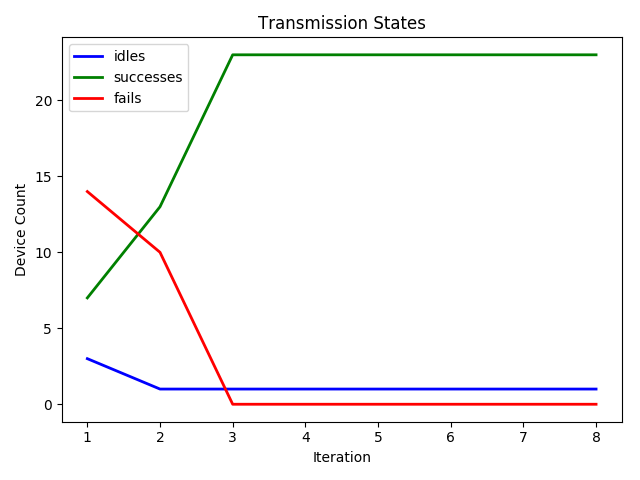 Transmission States
idles
successes
fails
Device Count
20
15
10
5
0
1 2 3 4 5 6 7 8
Iteration